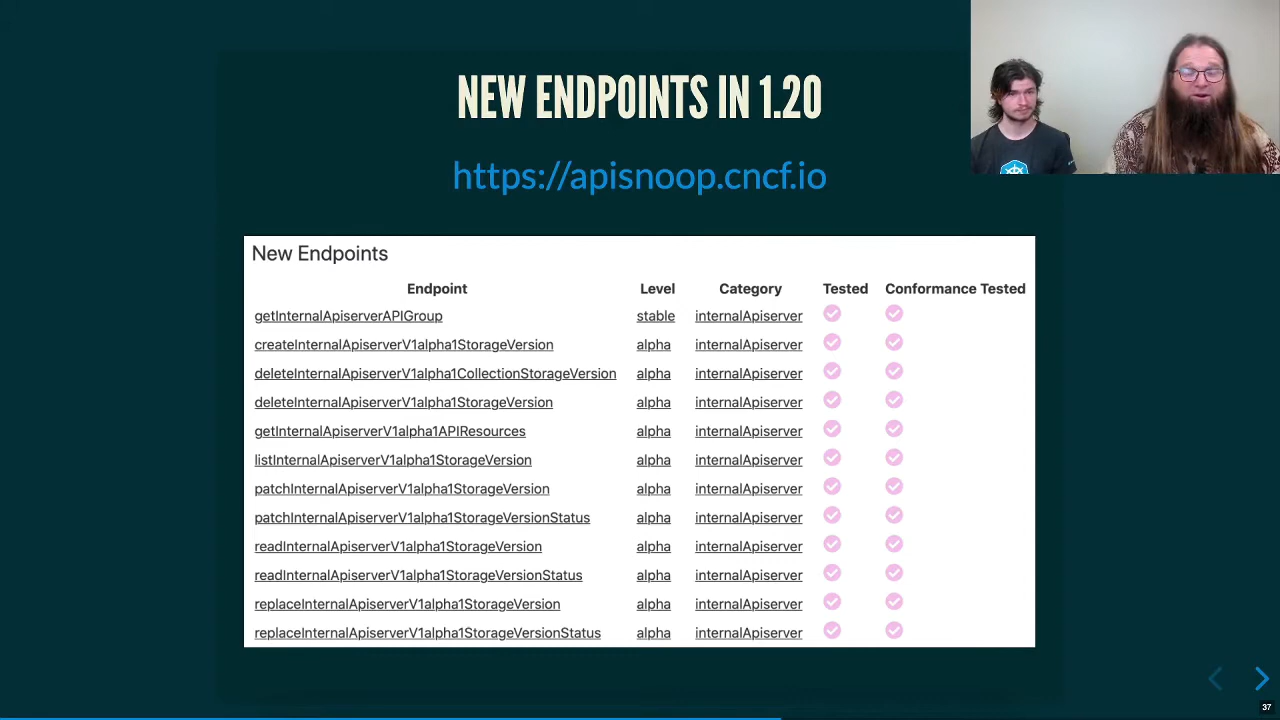 NEW ENDPOINTS IN 1.20
https://apisnoop.cncf.io
New Endpoints
Endpoint Level Category Tested Conformance Tested
getInternalApiserverAPIGroup stable internalApiserver
createInternalApiserverV1alpha1StorageVersion alpha internalApiserver
deleteInternalApiserverV1alpha1CollectionStorageVersion alpha internalApiserver
deleteInternalApiserverV1alpha1StorageVersion alpha internalApiserver
getInternalApiserverV1alpha1APIResources alpha internalApiserver
listInternalApiserverV1alpha1StorageVersion alpha internalApiserver
patchInternalApiserverV1alpha1StorageVersion alpha internalApiserver
patchInternalApiserverV1alpha1StorageVersionStatus alpha internalApiserver
readInternalApiserverV1alpha1StorageVersion alpha internalApiserver
readInternalApiserverV1alpha1StorageVersionStatus alpha internalApiserver
replaceInternalApiserverV1alpha1StorageVersion alpha internalApiserver
replaceInternalApiserverV1alpha1StorageVersionStatus alpha internalApiserver
37